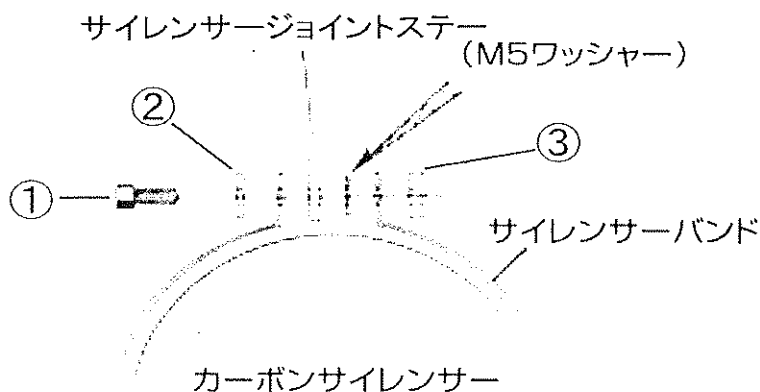 サイレンサージョイントステー
(M5ワッシャー)
②
③
①
サイレンサーバンド
カーボンサイレンサー